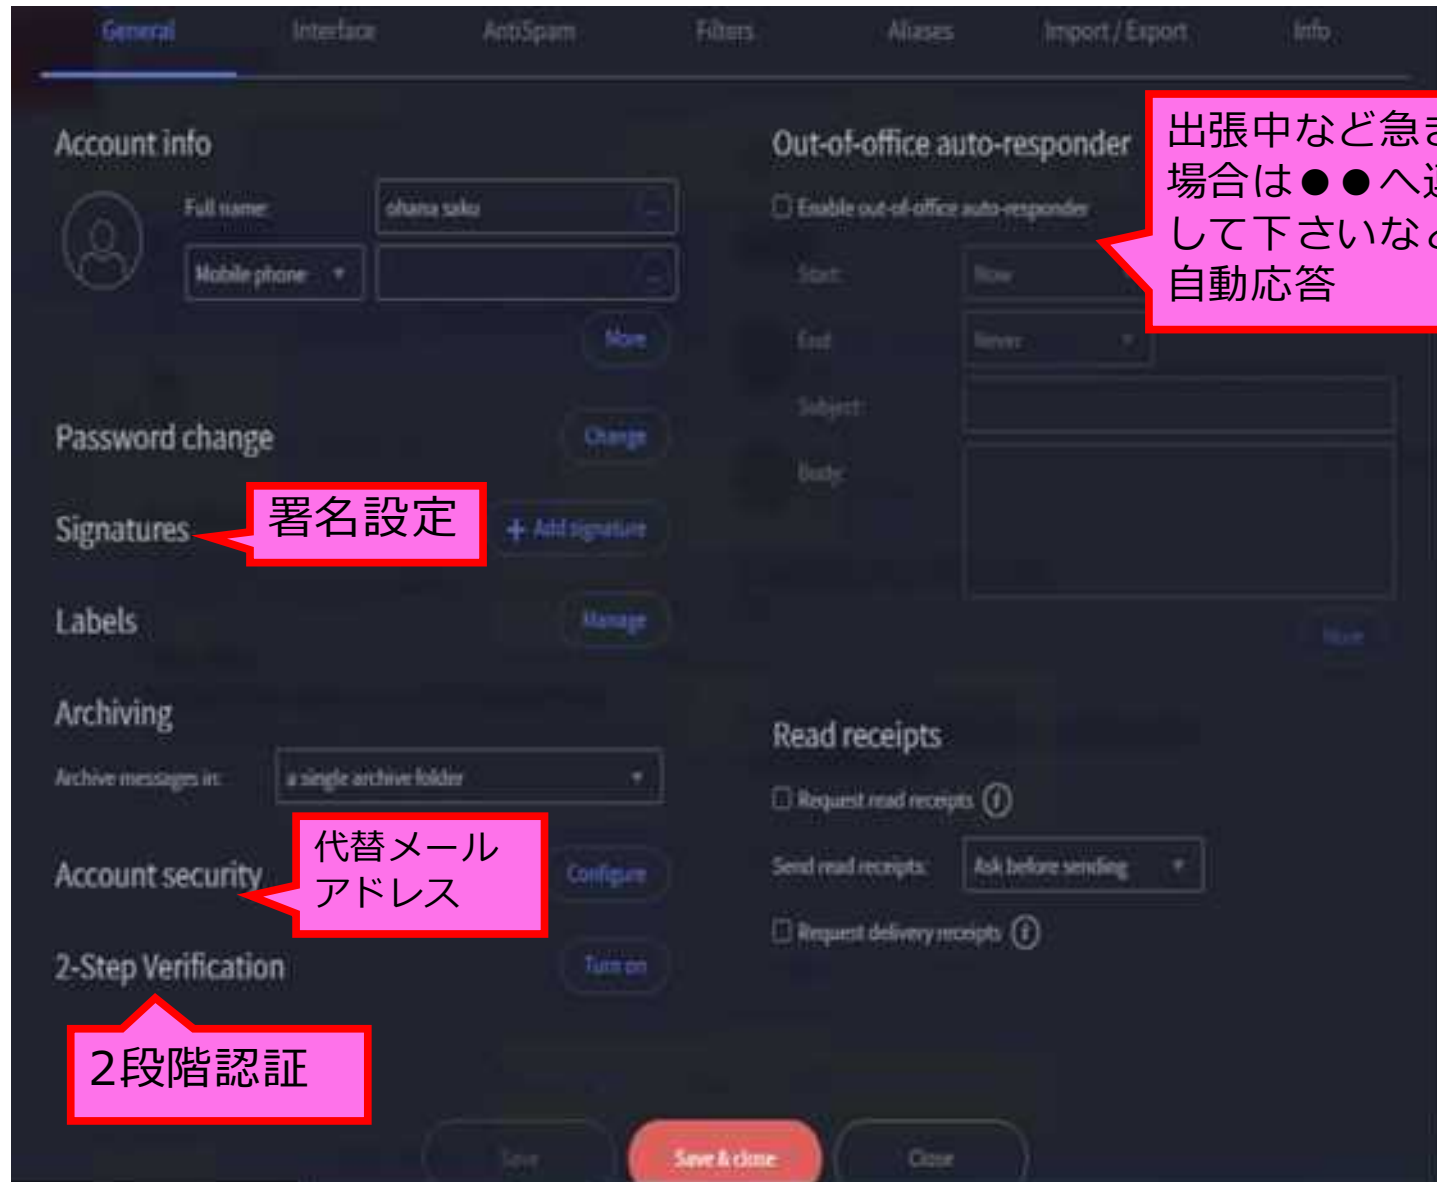 General Interface AntiSpam Filters Aliases Import / Export Info
Account info
Full name: ohana saku
Mobile phone
More
Password change Change
Signatures 署名設定 + Add signature
Labels Manage
Archiving
Archive messages in: a single archive folder
Account security 代替メール
アドレス
Configure
2-Step Verification Turn on
2段階認証
Out-of-office auto-responder
Enable out-of-office auto-responder
Start: Now
End: Never
Subject:
Body:
More
出張中など急
場合は●●へ
して下さいな
自動応答
Read receipts
Request read receipts
Send read receipts: Ask before sending
Request delivery receipts
Save Save & close Close